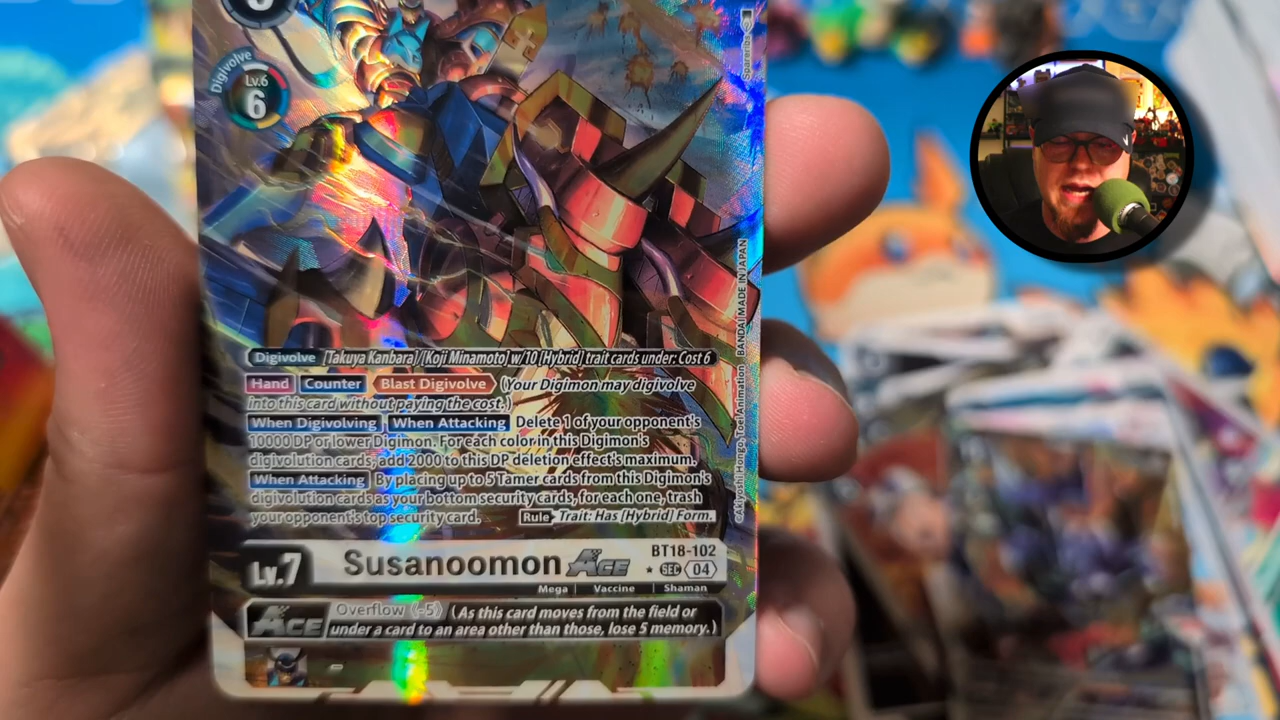 Digivolve
Lv.6
6
Sparerios
©Akiyoshi Hongo, Toei Animation BANDAI MADE IN JAPAN
Digivolve [Takuya Kanbara]/[Koji Minamoto] w/10 [Hybrid] trait cards under: Cost 6
Hand Counter Blast Digivolve (Your Digimon may digivolve
into this card without paying the cost.)
When Digivolving When Attacking Delete 1 of your opponent's
10000 DP or lower Digimon. For each color in this Digimon's
digivolution cards, add 2000 to this DP deletion effect's maximum.
When Attacking By placing up to 5 Tamer cards from this Digimon's
digivolution cards as your bottom security cards, for each one, trash
your opponent's top security card. Rule Trait: Has [Hybrid] Form.
Lv.7 Susanoomon ACE BT18-102
SEC 04
Mega Vaccine Shaman
ACE Overflow (-5) (As this card moves from the field or
under a card to an area other than those, lose 5 memory.)
-